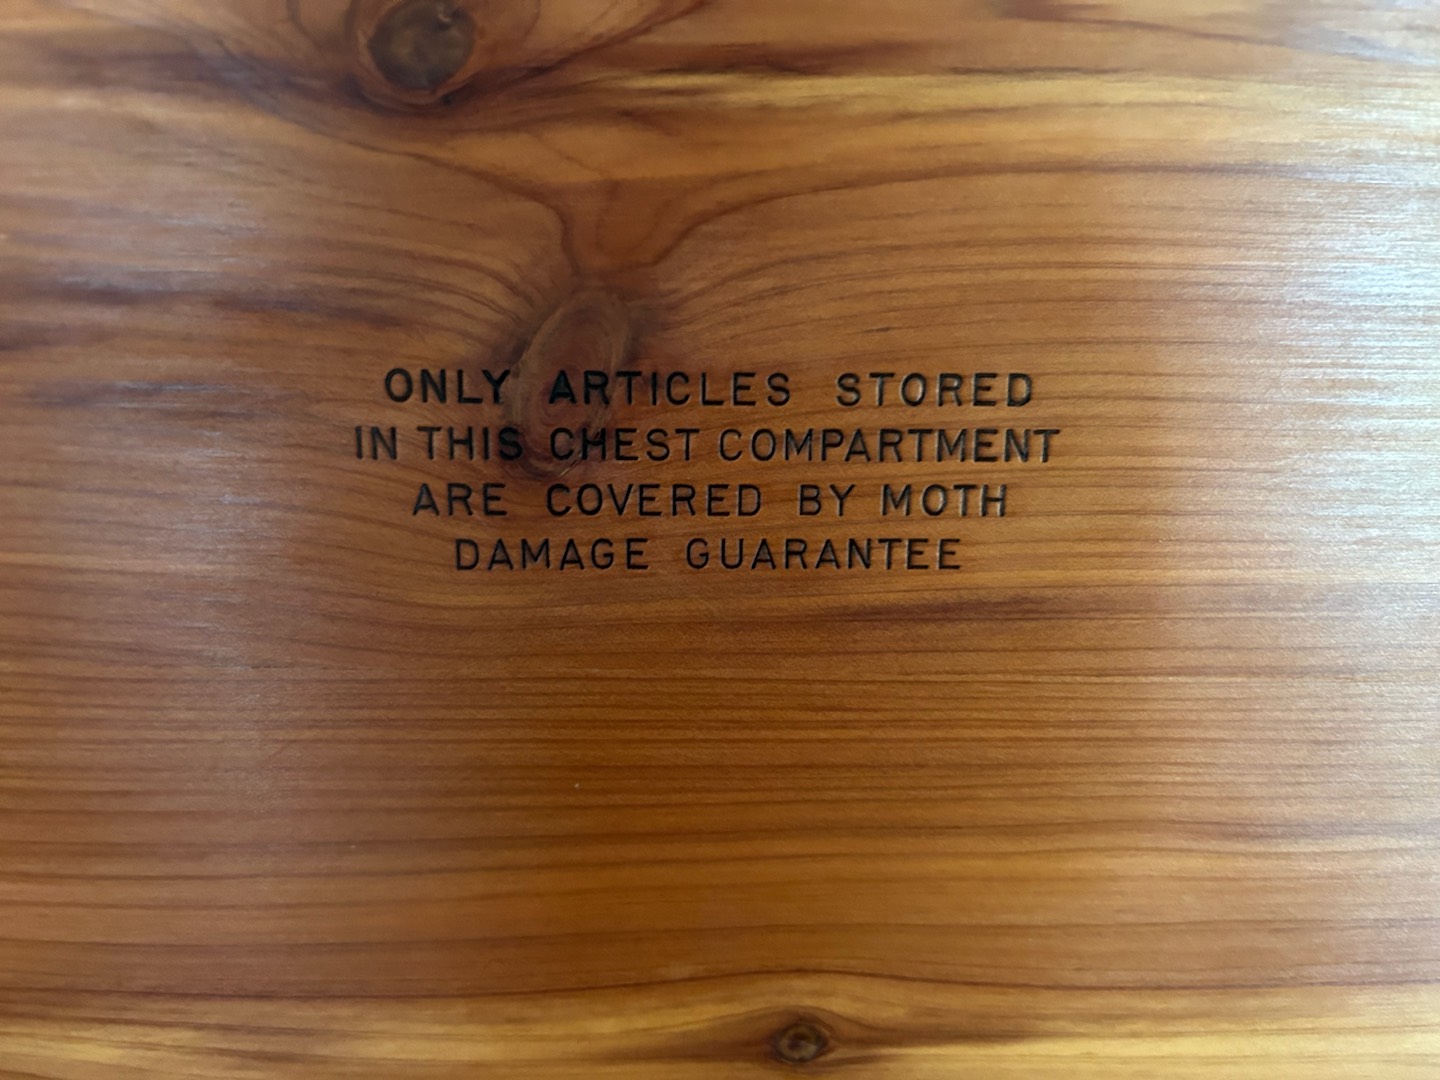 ONLY ARTICLES STORED
IN THIS CHEST COMPARTMENT
ARE COVERED BY MOTH
DAMAGE GUARANTEE